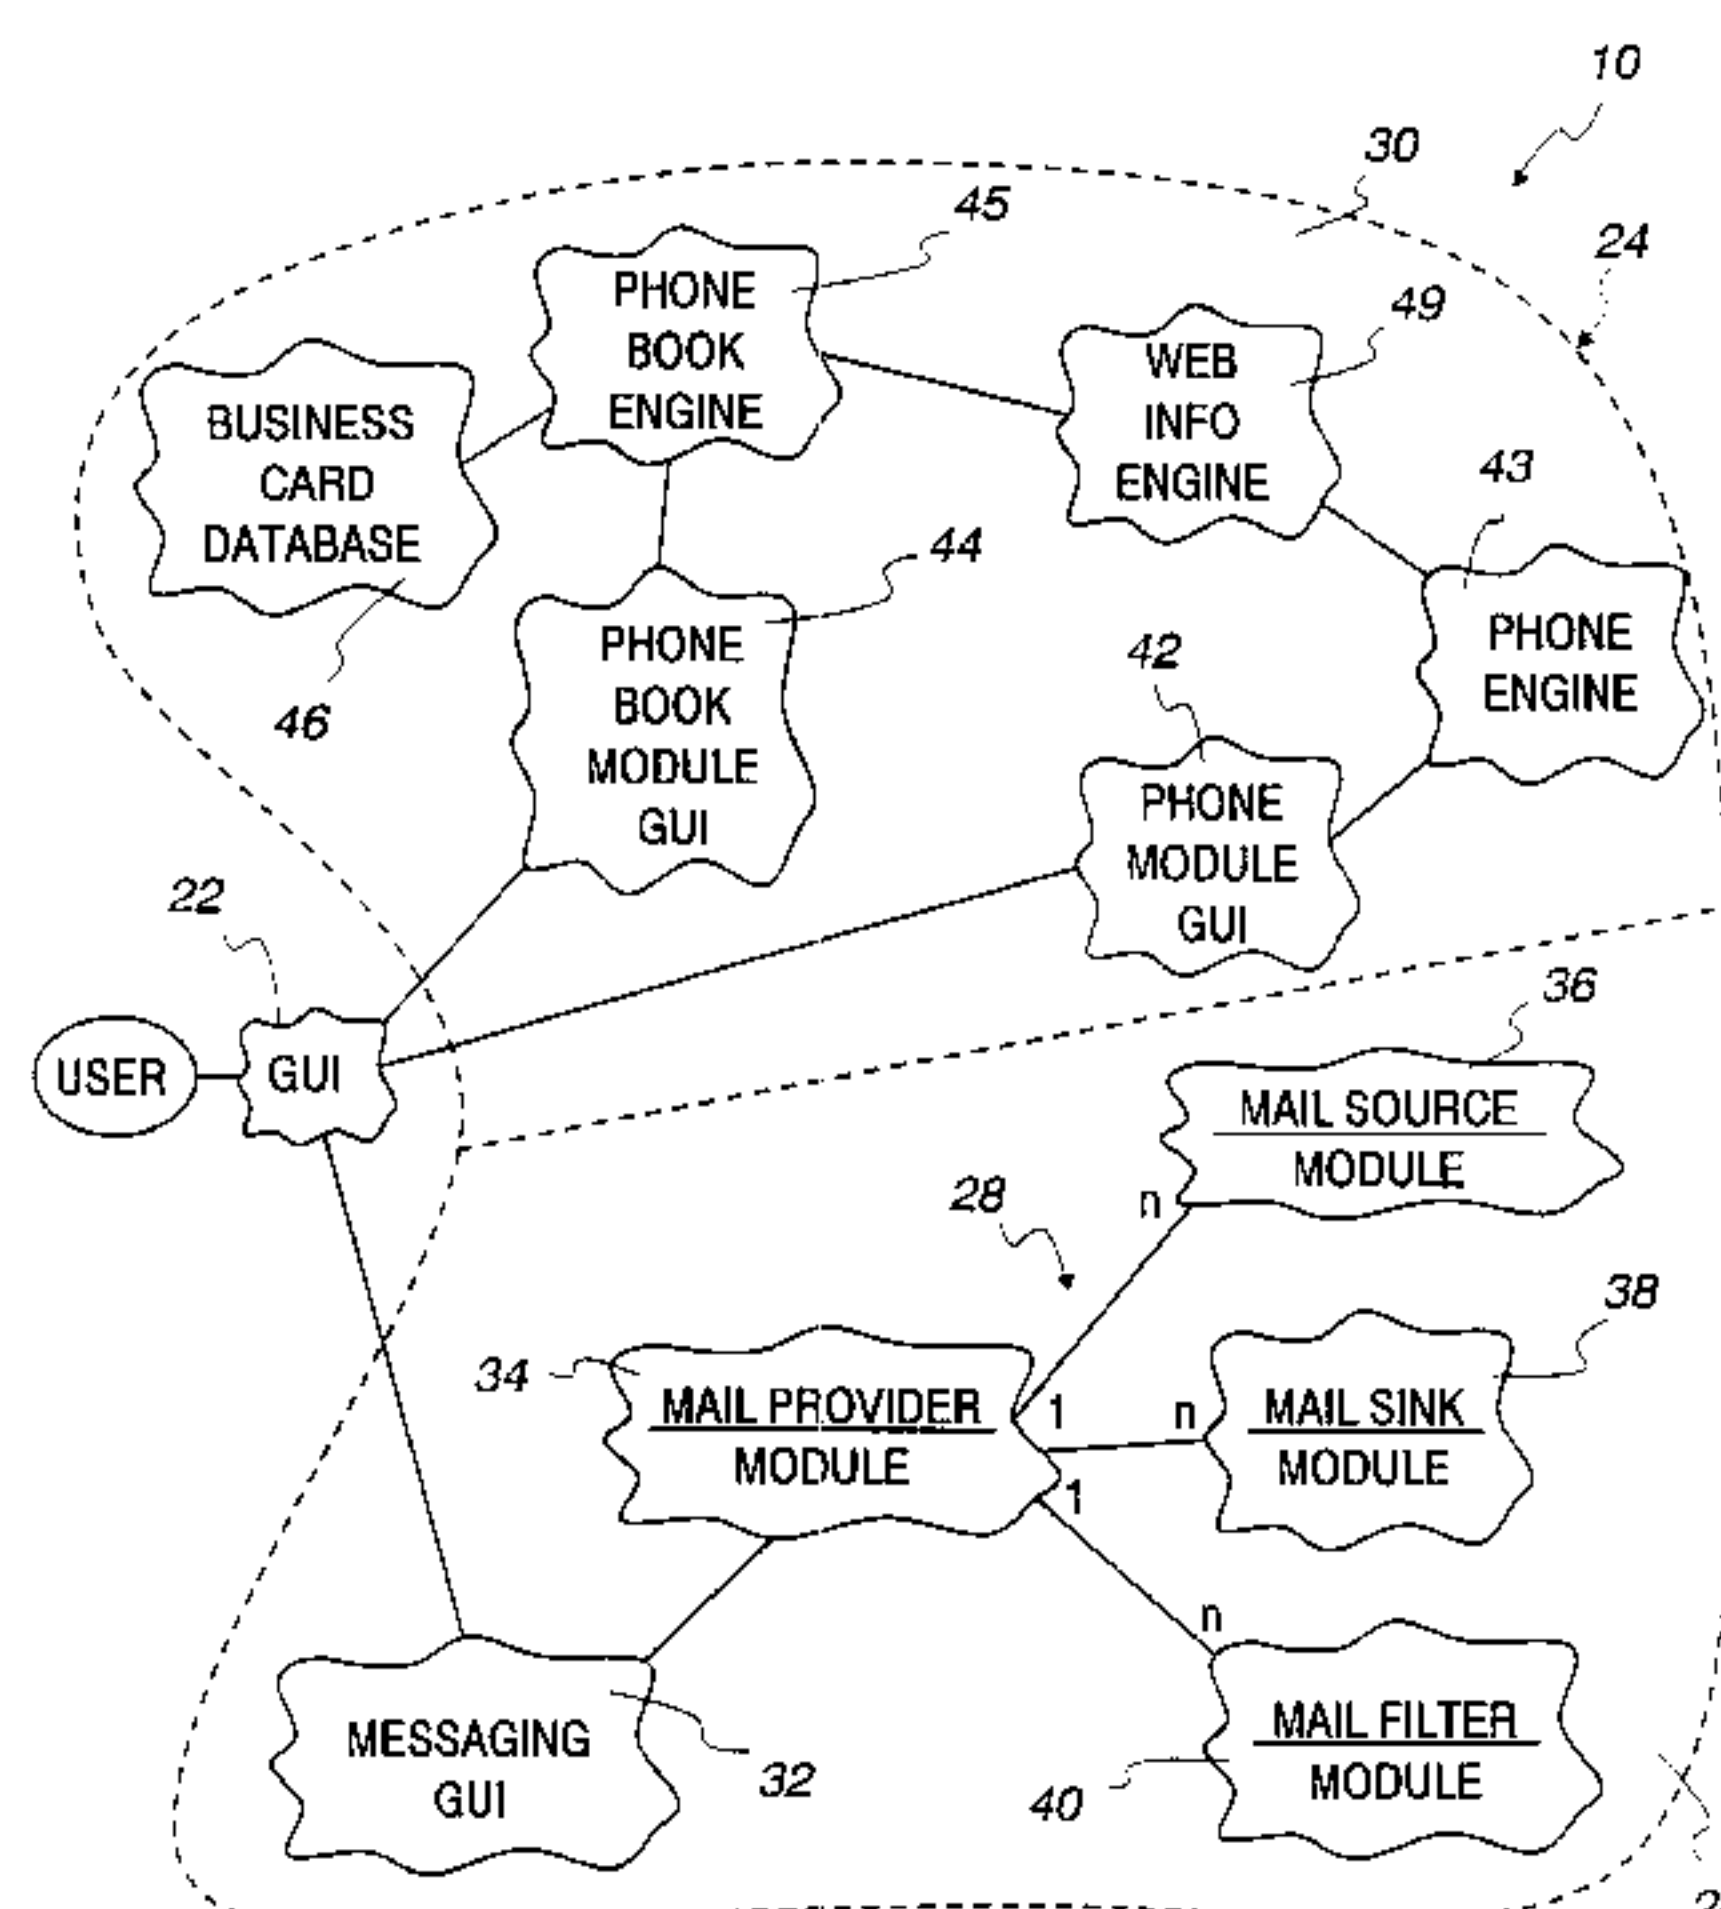 10
30
45
24
49
PHONE
BOOK
ENGINE
WEB
INFO
ENGINE
BUSINESS
CARD
DATABASE
43
44
PHONE
ENGINE
PHONE
BOOK
MODULE
GUI
42
46
PHONE
MODULE
GUI
22
36
USER
GUI
MAIL SOURCE
MODULE
28
n
38
34
MAIL PROVIDER
MODULE
1
n
MAIL SINK
MODULE
1
n
MESSAGING
GUI
32
MAIL FILTER
MODULE
40